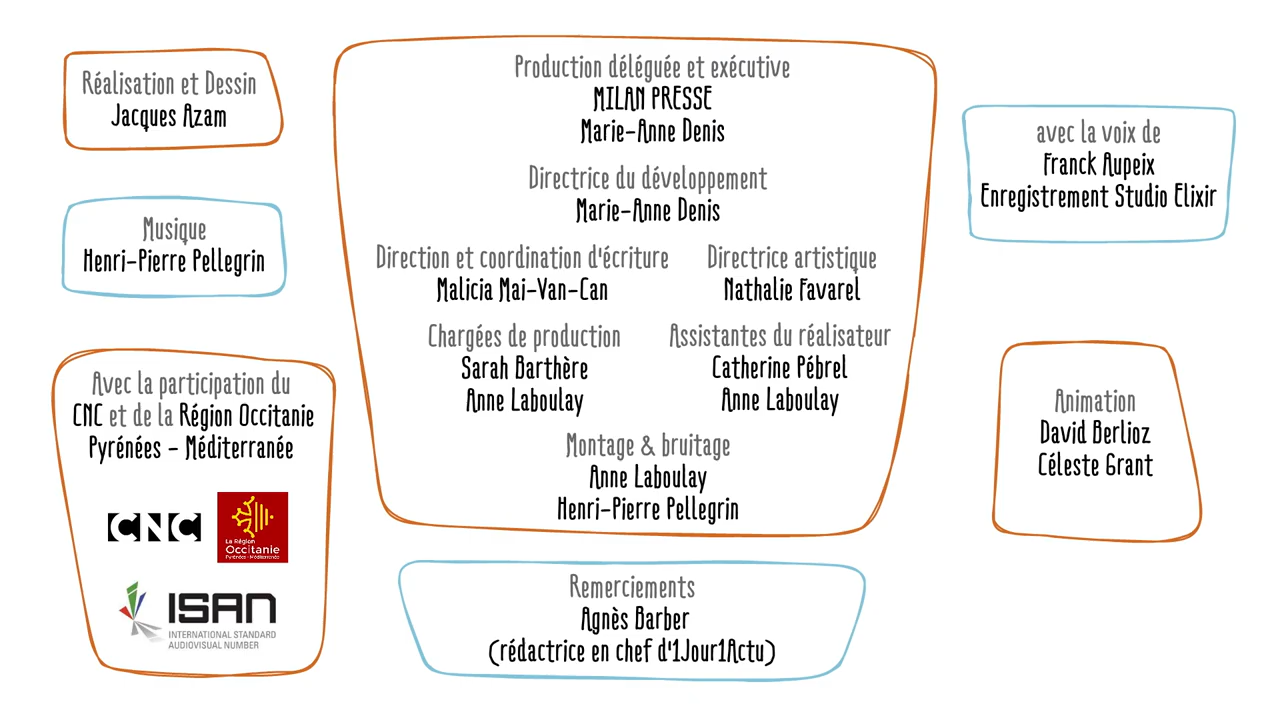 Réalisation et Dessin
Jacques Azam
Musique
Henri-Pierre Pellegrin
Avec la participation du
CNC et de la Région Occitanie
Pyrénées - Méditerranée
CNC
La Région
Occitanie
Pyrénées - Méditerranée
ISAN
INTERNATIONAL STANDARD
AUDIOVISUAL NUMBER
Production déléguée et exécutive
MILAN PRESSE
Marie-Anne Denis
Directrice du développement
Marie-Anne Denis
Direction et coordination d'écriture
Malicia Mai-Van-Can
Directrice artistique
Nathalie Favarel
Chargées de production
Sarah Barthère
Anne Laboulay
Assistantes du réalisateur
Catherine Pébrel
Anne Laboulay
Montage & bruitage
Anne Laboulay
Henri-Pierre Pellegrin
Remerciements
Agnès Barber
(rédactrice en chef d'1Jour1Actu)
avec la voix de
Franck Aupeix
Enregistrement Studio Elixir
Animation
David Berlioz
Céleste Grant